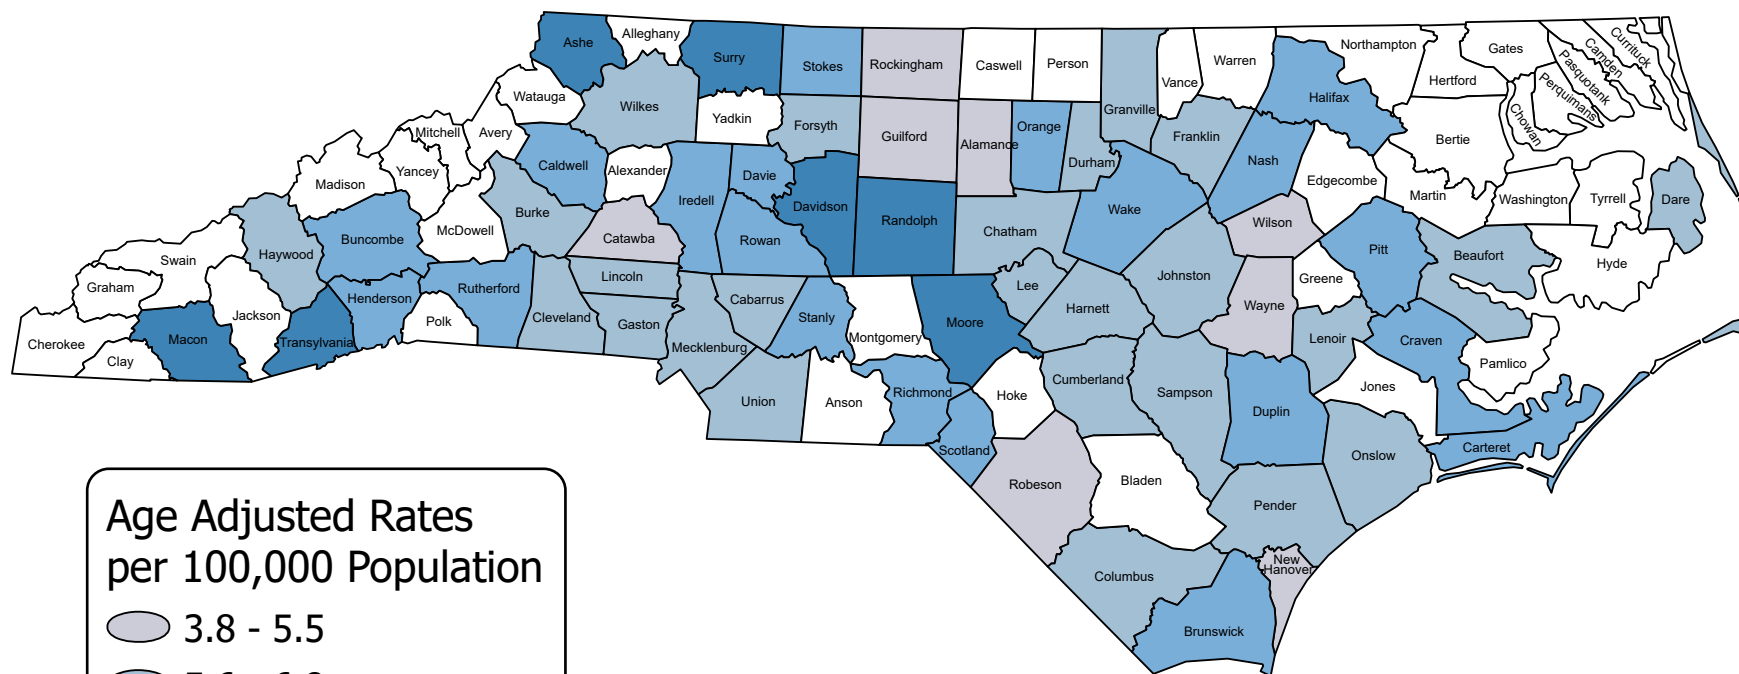 Ashe
Alleghany
Surry
Stokes
Rockingham
Caswell
Person
Granville
Vance
Warren
Northampton
Gates
Hertford
Halifax
Currituck
Camden
Pasquotank
Perquimans
Chowan
Bertie
Watauga
Wilkes
Yadkin
Forsyth
Guilford
Alamance
Orange
Durham
Franklin
Nash
Edgecombe
Martin
Washington
Tyrrell
Dare
Mitchell
Avery
Yancey
Madison
Caldwell
Alexander
Iredell
Davie
Davidson
Randolph
Chatham
Wake
Wilson
Pitt
Beaufort
Hyde
Burke
McDowell
Catawba
Rowan
Buncombe
Haywood
Swain
Graham
Cherokee
Clay
Macon
Jackson
Transylvania
Henderson
Polk
Rutherford
Cleveland
Lincoln
Gaston
Mecklenburg
Cabarrus
Stanly
Montgomery
Moore
Lee
Harnett
Johnston
Wayne
Greene
Lenoir
Craven
Pamlico
Jones
Union
Anson
Richmond
Scotland
Hoke
Cumberland
Sampson
Duplin
Onslow
Carteret
Robeson
Bladen
Pender
Columbus
Brunswick
New
Hanover
Age Adjusted Rates
per 100,000 Population
3.8 - 5.5